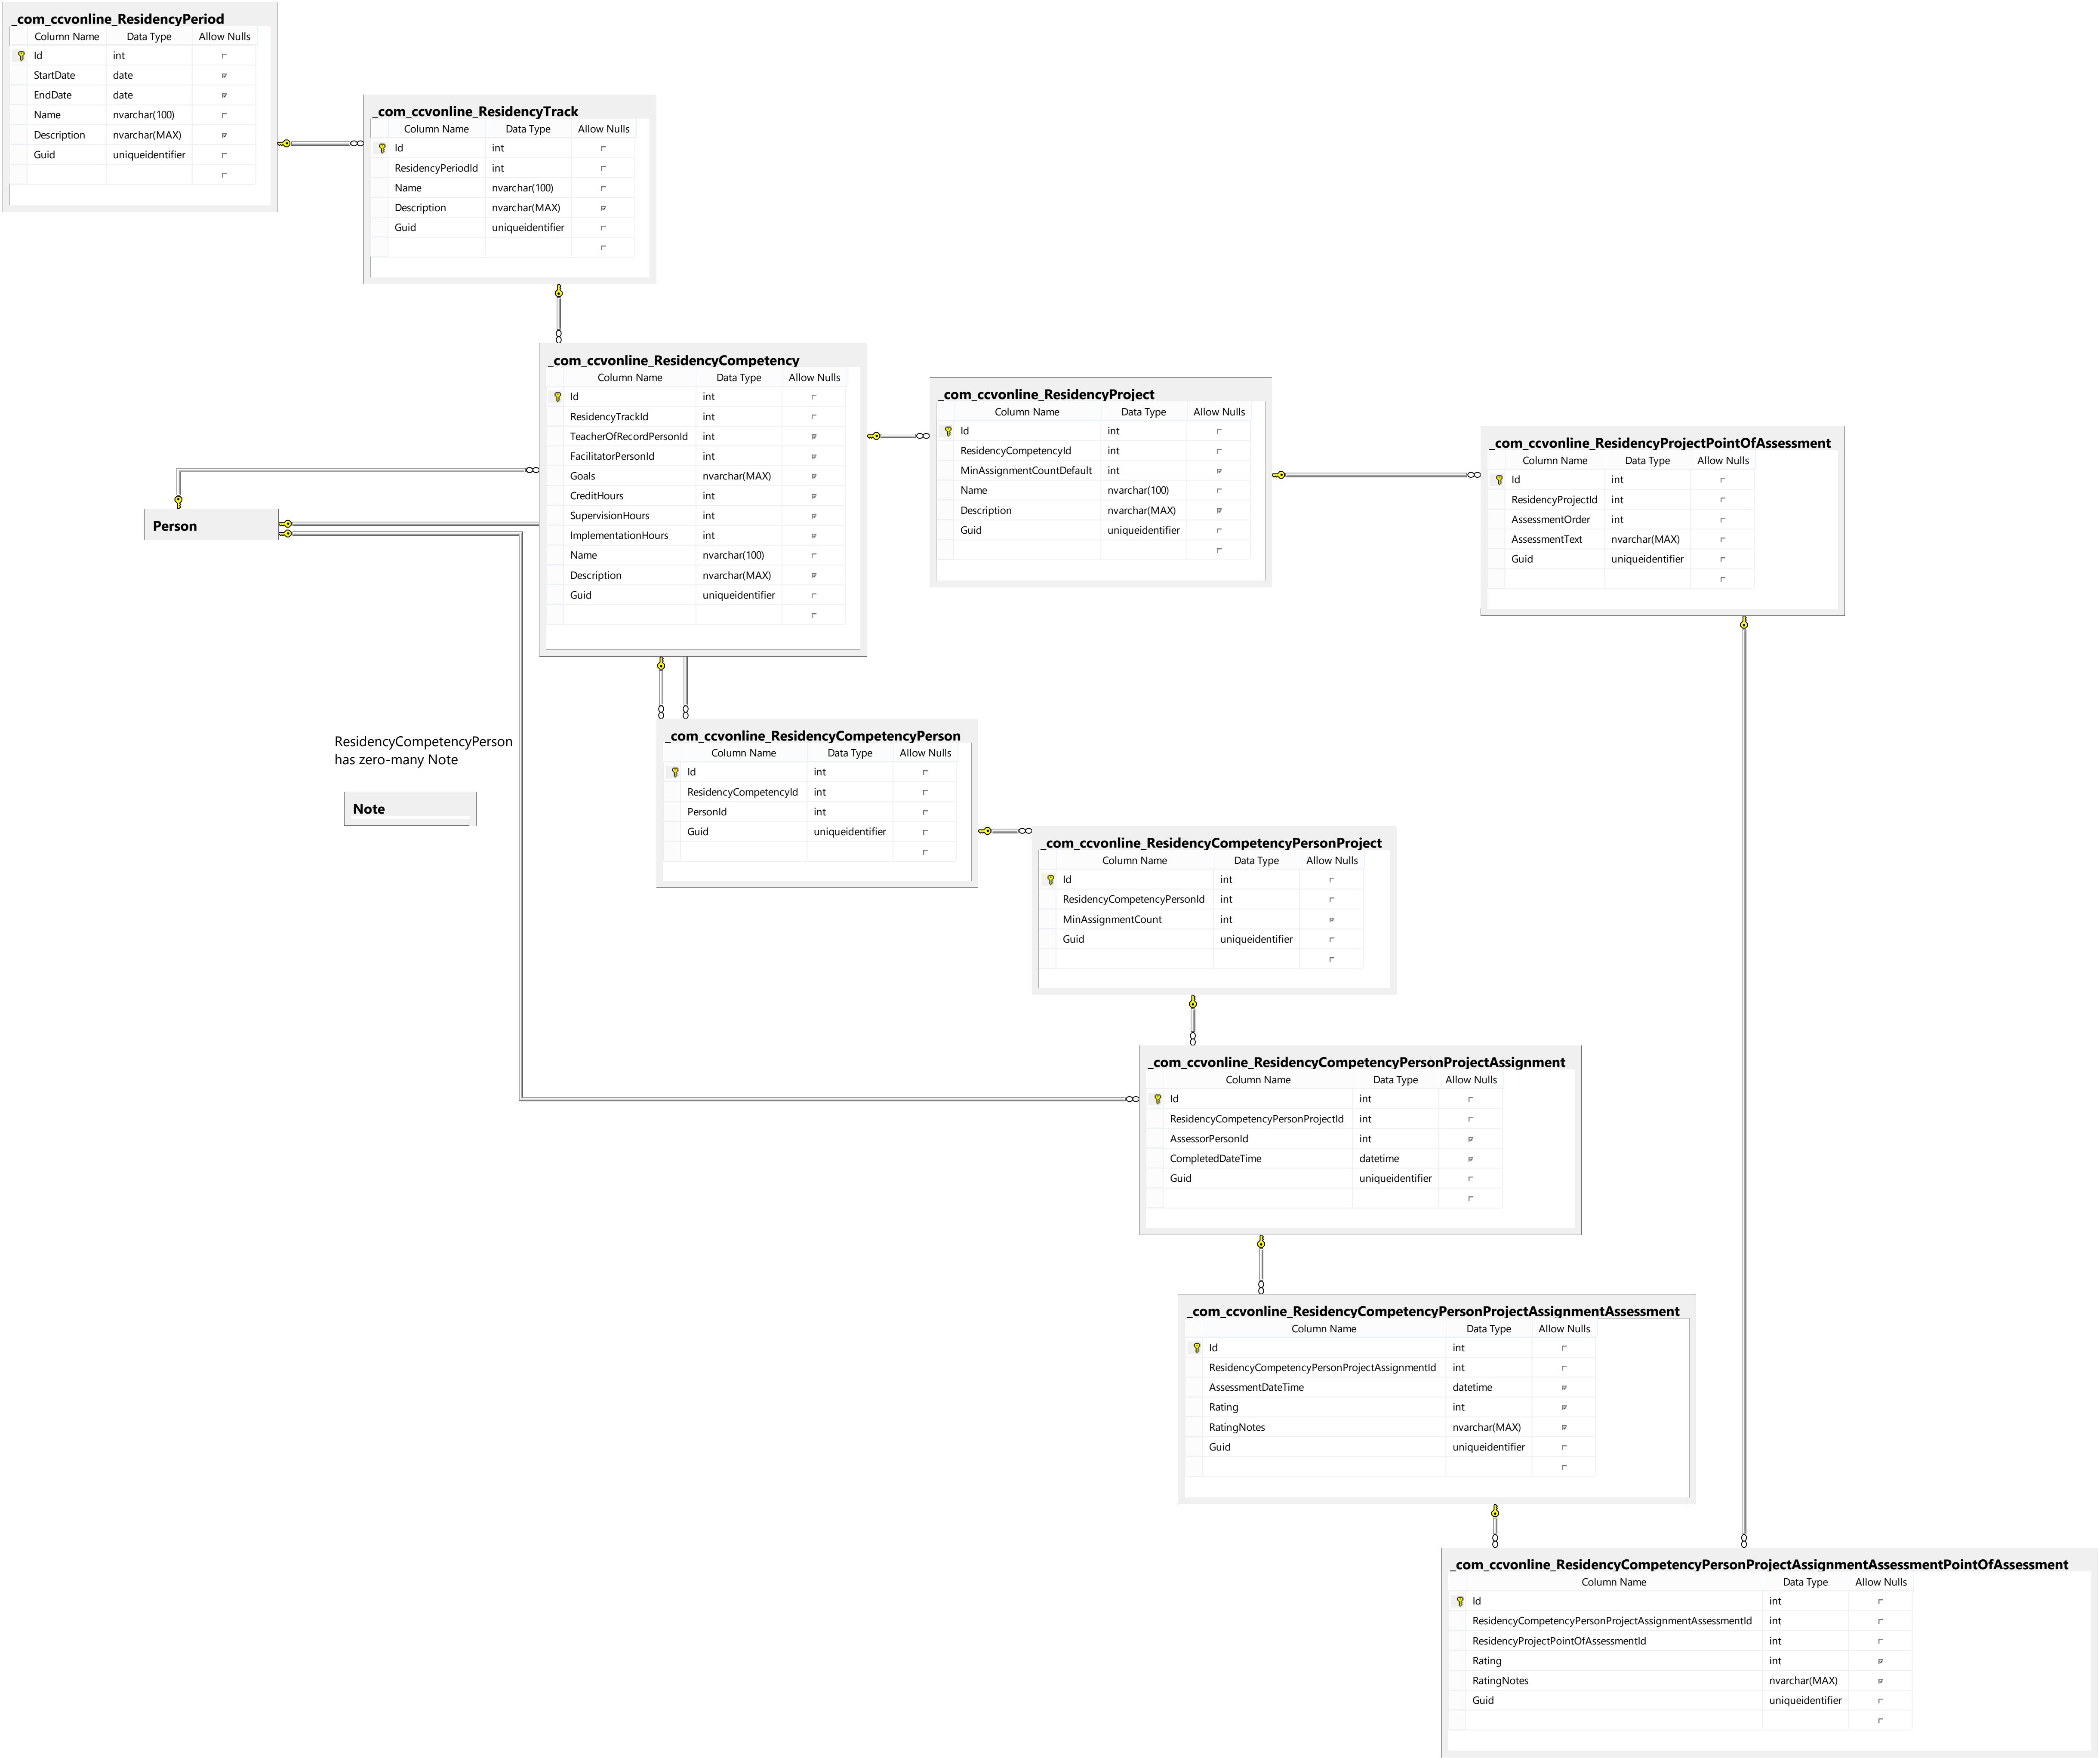 _com_ccvonline_ResidencyPeriod
Column Name Data Type Allow Nulls
Id int
StartDate date
EndDate date
Name nvarchar(100)
Description nvarchar(MAX)
Guid uniqueidentifier
_com_ccvonline_ResidencyTrack
Column Name Data Type Allow Nulls
Id int
ResidencyPeriodId int
Name nvarchar(100)
Description nvarchar(MAX)
Guid uniqueidentifier
_com_ccvonline_ResidencyCompetency
Column Name Data Type Allow Nulls
Id int
ResidencyTrackId int
TeacherOfRecordPersonId int
FacilitatorPersonId int
Goals nvarchar(MAX)
CreditHours int
SupervisionHours int
ImplementationHours int
Name nvarchar(100)
Description nvarchar(MAX)
Guid uniqueidentifier
_com_ccvonline_ResidencyProject
Column Name Data Type Allow Nulls
Id int
ResidencyCompetencyId int
MinAssignmentCountDefault int
Name nvarchar(100)
Description nvarchar(MAX)
Guid uniqueidentifier
_com_ccvonline_ResidencyProjectPointOfAssessment
Column Name Data Type Allow Nulls
Id int
ResidencyProjectId int
AssessmentOrder int
AssessmentText nvarchar(MAX)
Guid uniqueidentifier
Person
ResidencyCompetencyPerson
has zero-many Note
Note
_com_ccvonline_ResidencyCompetencyPerson
Column Name Data Type Allow Nulls
Id int
ResidencyCompetencyId int
PersonId int
Guid uniqueidentifier
_com_ccvonline_ResidencyCompetencyPersonProject
Column Name Data Type Allow Nulls
Id int
ResidencyCompetencyPersonId int
MinAssignmentCount int
Guid uniqueidentifier
_com_ccvonline_ResidencyCompetencyPersonProjectAssignment
Column Name Data Type Allow Nulls
Id int
ResidencyCompetencyPersonProjectId int
AssessorPersonId int
CompletedDateTime datetime
Guid uniqueidentifier
_com_ccvonline_ResidencyCompetencyPersonProjectAssignmentAssessment
Column Name Data Type Allow Nulls
Id int
ResidencyCompetencyPersonProjectAssignmentId int
AssessmentDateTime datetime
Rating int
RatingNotes nvarchar(MAX)
Guid uniqueidentifier
_com_ccvonline_ResidencyCompetencyPersonProjectAssignmentAssessmentPointOfAssessment
Column Name Data Type Allow Nulls
Id int
ResidencyCompetencyPersonProjectAssignmentAssessmentId int
ResidencyProjectPointOfAssessmentId int
Rating int
RatingNotes nvarchar(MAX)
Guid uniqueidentifier